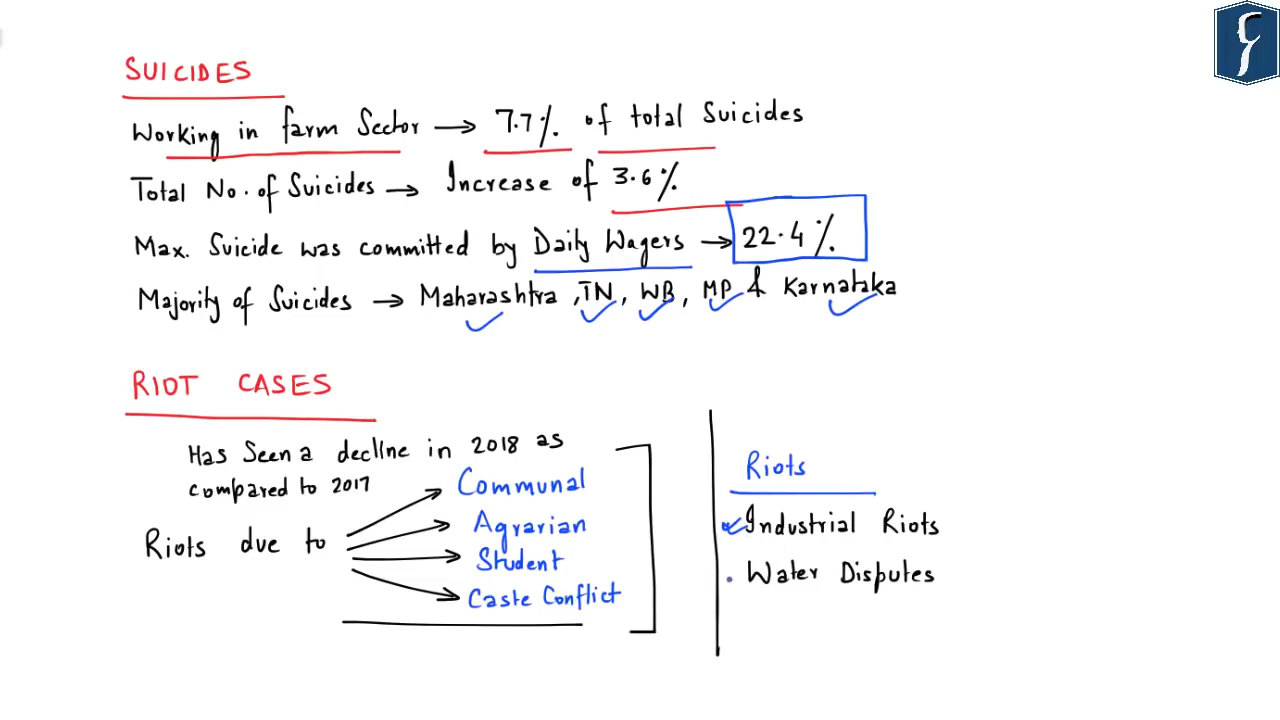 SUICIDES
Working in farm Sector → 7.7% of total Suicides
Total No. of Suicides → Increase of 3.6%
Max. Suicide was committed by Daily Wagers → 22.4%
Majority of Suicides → Maharashtra, TN, WB, MP & Karnataka
RIOT CASES
Has Seen a decline in 2018 as
compared to 2017
Riots due to
Communal
Agrarian
Student
Caste Conflict
Riots
Industrial Riots
. Water Disputes